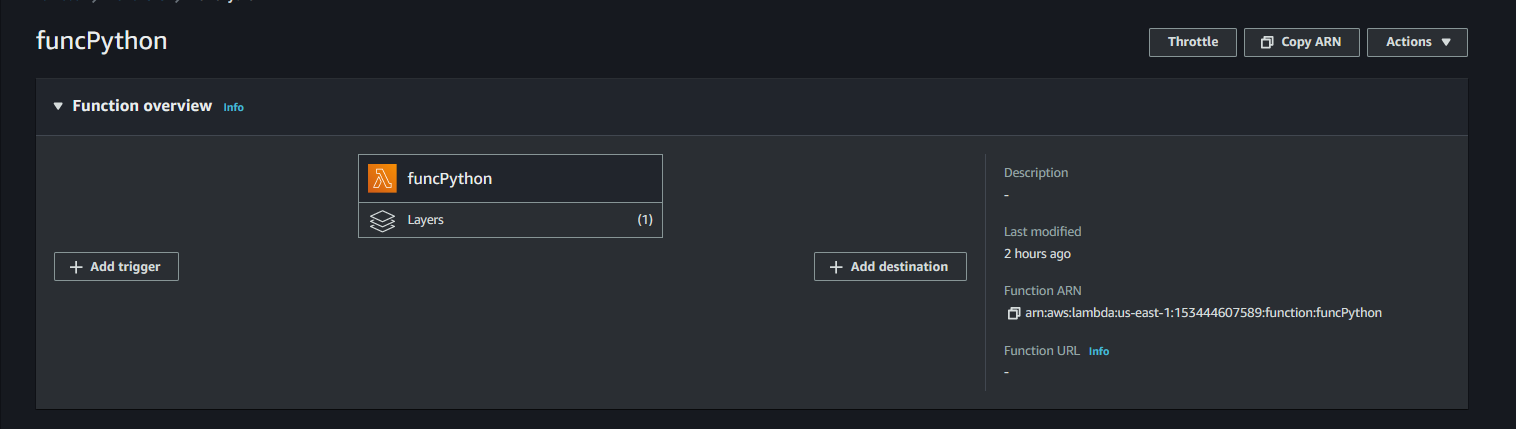 funcPython
Throttle
Copy ARN
Actions
Function overview Info
funcPython
Layers (1)
Add trigger
Add destination
Description
-
Last modified
2 hours ago
Function ARN
arn:aws:lambda:us-east-1:153444607589:function:funcPython
Function URL Info
-